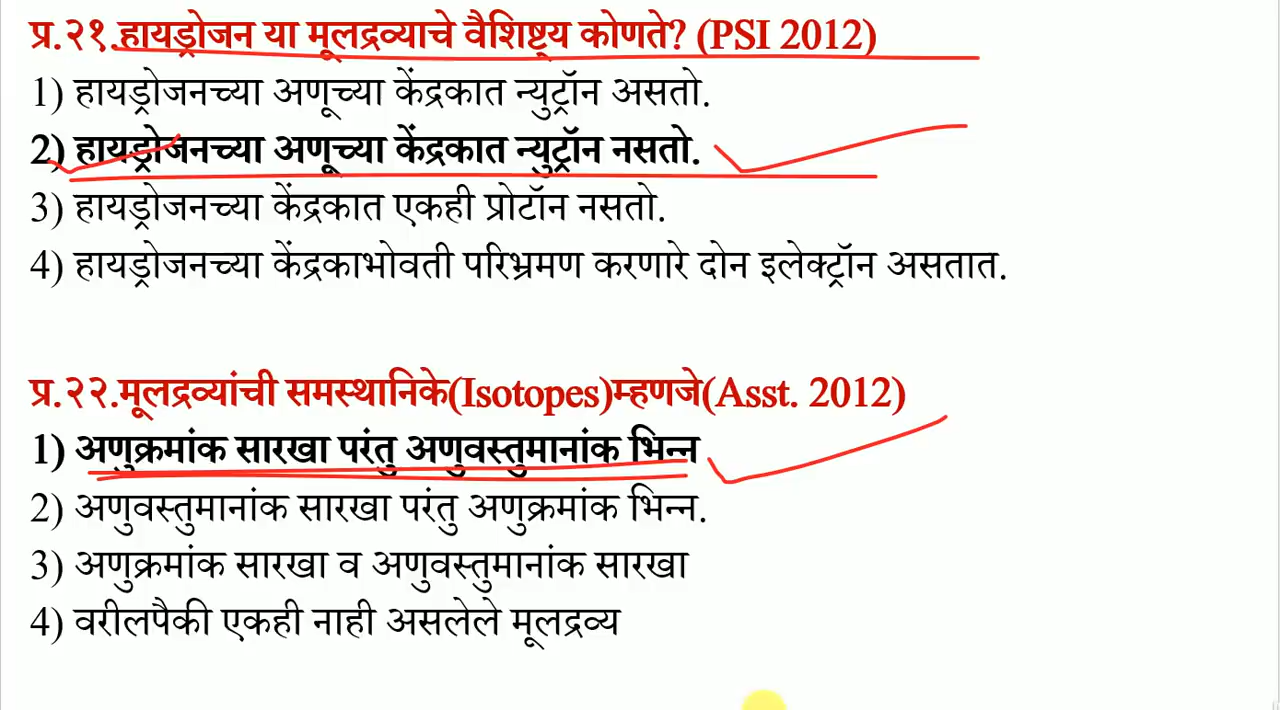 प्र.२१.हायड्रोजन या मूलद्रव्याचे वैशिष्ट्य कोणते? (PSI 2012)
1) हायड्रोजनच्या अणूच्या केंद्रकात न्युट्रॉन असतो.
2) हायड्रोजनच्या अणूच्या केंद्रकात न्युट्रॉन नसतो.
3) हायड्रोजनच्या केंद्रकात एकही प्रोटॉन नसतो.
4) हायड्रोजनच्या केंद्रकाभोवती परिभ्रमण करणारे दोन इलेक्ट्रॉन असतात.
प्र.२२.मूलद्रव्यांची समस्थानिके(Isotopes)म्हणजे(Asst. 2012)
1) अणुक्रमांक सारखा परंतु अणुवस्तुमानांक भिन्न
2) अणुवस्तुमानांक सारखा परंतु अणुक्रमांक भिन्न.
3) अणुक्रमांक सारखा व अणुवस्तुमानांक सारखा
4) वरीलपैकी एकही नाही असलेले मूलद्रव्य